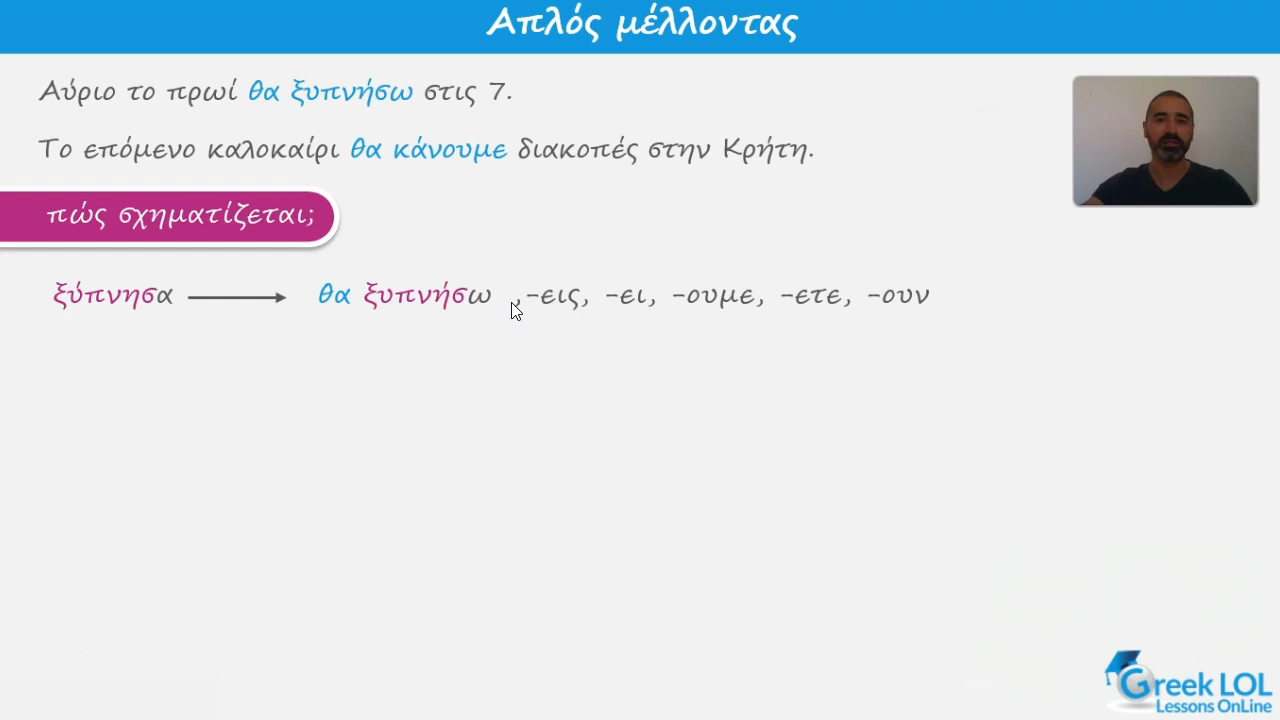 Απλός μέλλοντας
Αύριο το πρωί θα ξυπνήσω στις 7.
Το επόμενο καλοκαίρι θα κάνουμε διακοπές στην Κρήτη.
πώς σχηματίζεται;
ξύπνησα θα ξυπνήσω ,-εις, -ει, -ουμε, -ετε, -ουν
Greek LOL
Lessons OnLine